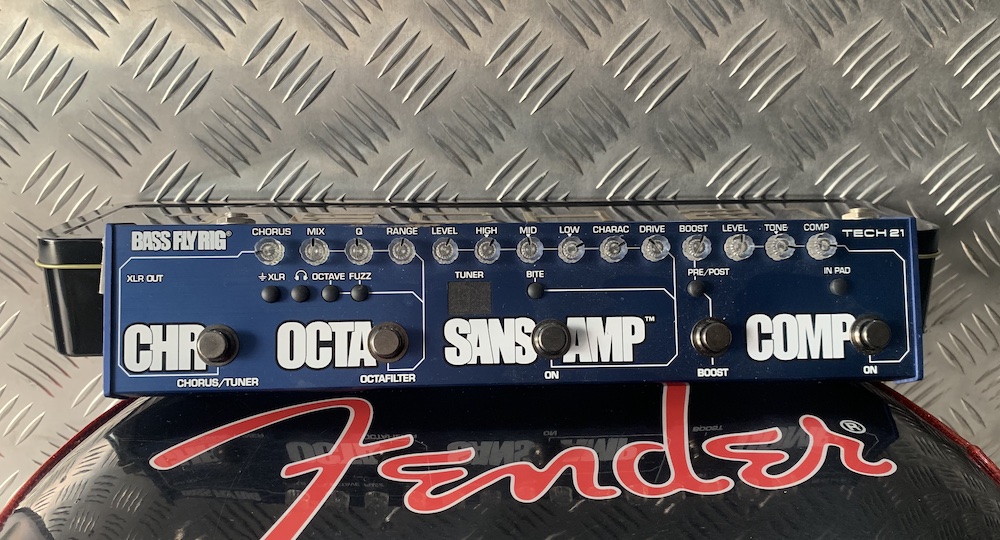 BASS FLY RIG®
CHORUS MIX Q RANGE LEVEL HIGH MID LOW CHARAC DRIVE BOOST LEVEL TONE COMP
TECH 21
XLR OUT
XLR OCTAVE FUZZ
TUNER
BITE
PRE/POST
IN PAD
CHR
OCTA
SANS AMP™
COMP
CHORUS/TUNER
OCTAFILTER
ON
BOOST
ON
Fender®